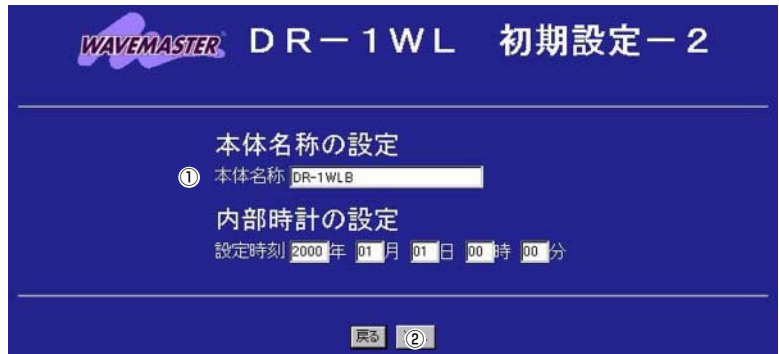 WAVEMASTER DR－1WL 初期設定－2
本体名称の設定
① 本体名称 DR-1WLB
内部時計の設定
設定時刻 2000 年 01 月 01 日 00 時 00 分
戻る ②